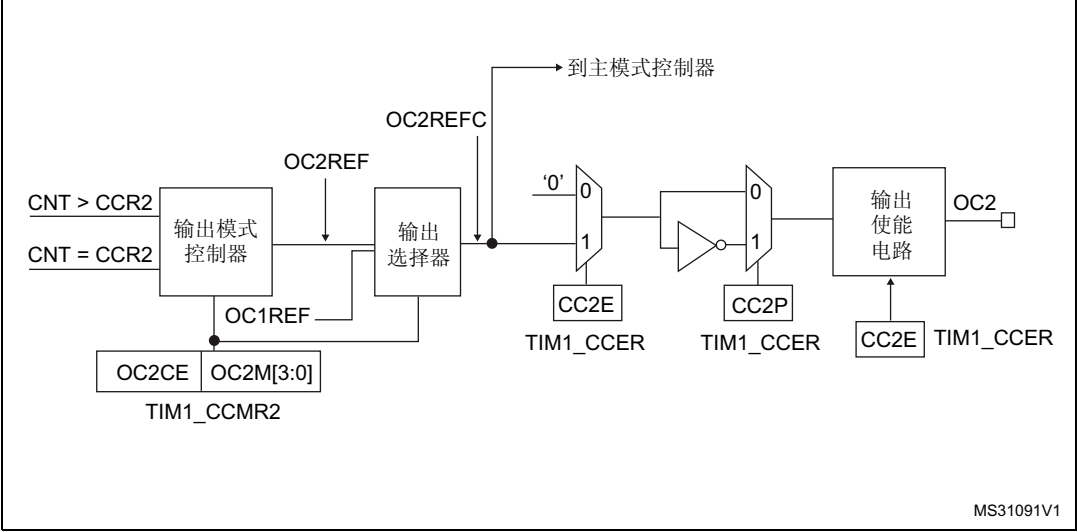 到主模式控制器
OC2REFC
OC2REF
CNT > CCR2
CNT = CCR2
输出模式
控制器
输出
选择器
OC1REF
‘0’
0
1
0
1
输出
使能
电路
OC2
CC2E
TIM1_CCER
CC2P
TIM1_CCER
CC2E
TIM1_CCER
OC2CE
OC2M[3:0]
TIM1_CCMR2
MS31091V1